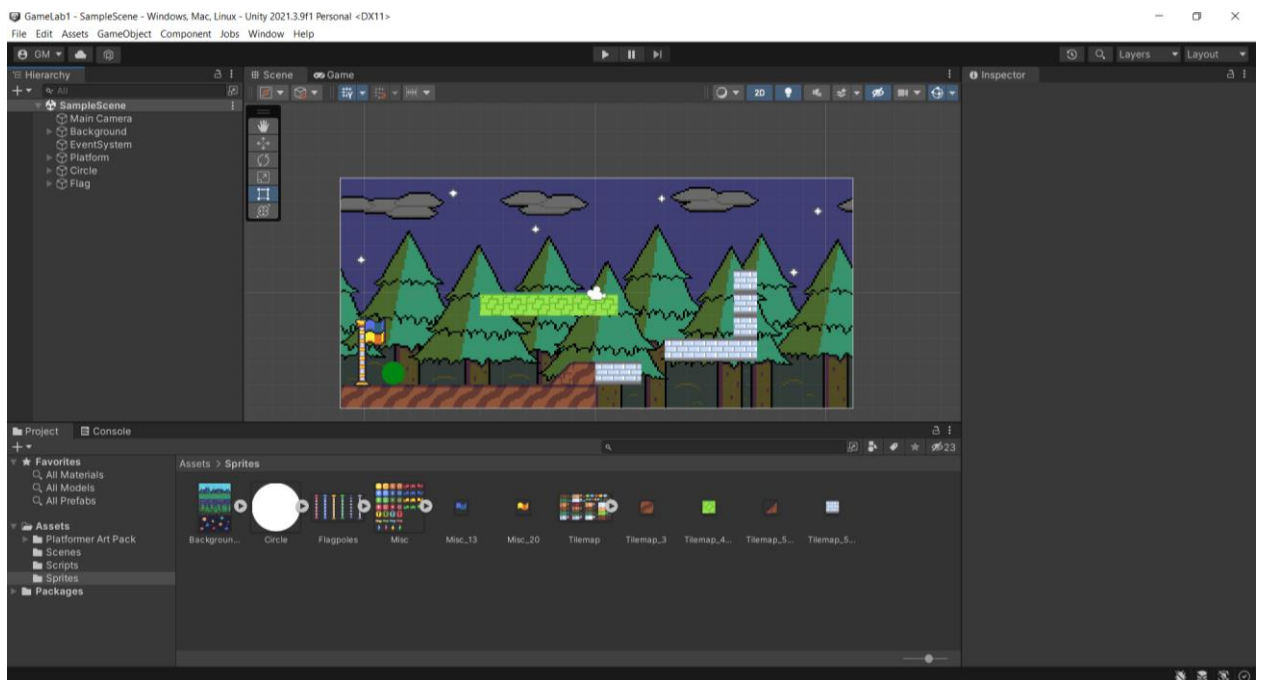 GameLab1 - SampleScene - Windows, Mac, Linux - Unity 2021.3.9f1 Personal <DX11>
File Edit Assets GameObject Component Jobs Window Help
GM Layers Layout
Hierarchy Scene Game Inspector
All 2D
SampleScene
Main Camera
Background
EventSystem
Platform
Circle
Flag
Project Console
23
Favorites
All Materials
All Models
All Prefabs
Assets
Platformer Art Pack
Scenes
Scripts
Sprites
Packages
Assets > Sprites
Backgroun... Circle Flagpoles Misc Misc_13 Misc_20 Tilemap Tilemap_3 Tilemap_4... Tilemap_5... Tilemap_5...